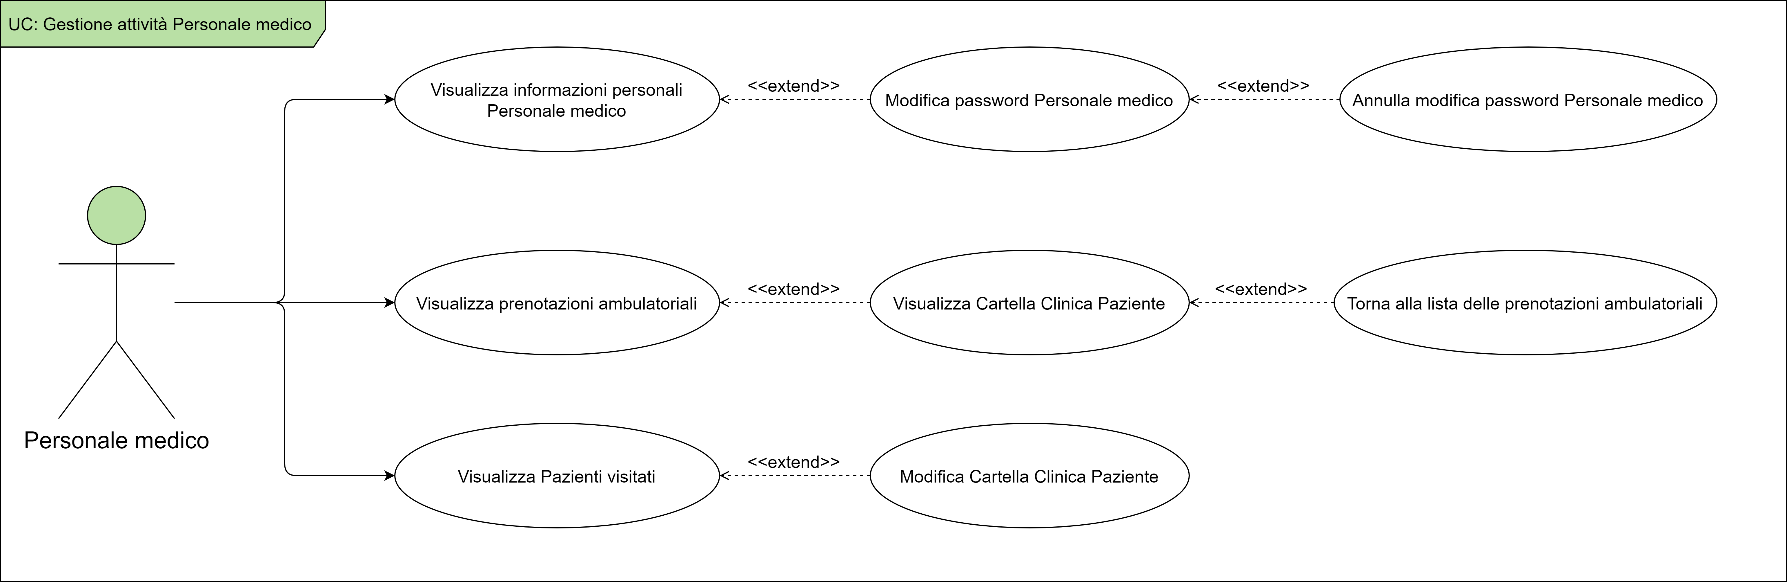 UC: Gestione attività Personale medico
Visualizza informazioni personali
Personale medico
<<extend>>
Modifica password Personale medico
<<extend>>
Annulla modifica password Personale medico
Visualizza prenotazioni ambulatoriali
<<extend>>
Visualizza Cartella Clinica Paziente
<<extend>>
Torna alla lista delle prenotazioni ambulatoriali
Personale medico
Visualizza Pazienti visitati
<<extend>>
Modifica Cartella Clinica Paziente